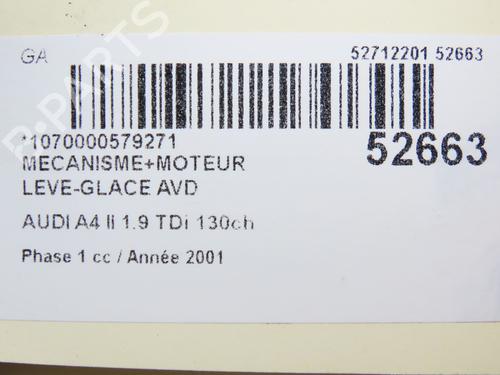 GA
52712201 52663
*1070000579271
52663
MECANISME+MOTEUR
LEVE-GLACE AVD
AUDI A4 II 1.9 TDi 130ch
Phase 1 cc / Année 2001
B-PARTS